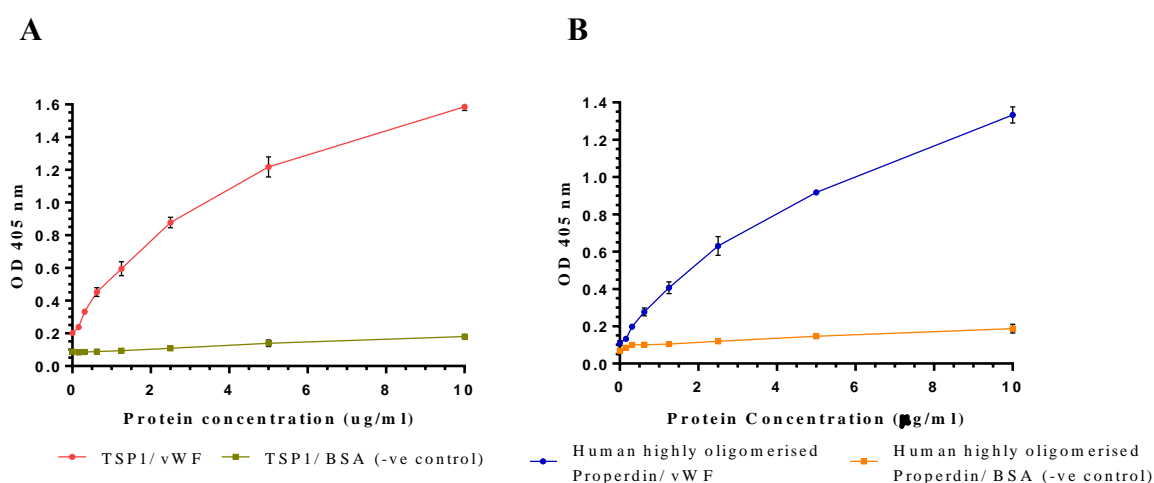 A
B
1.6
1.4
1.2
1.0
0.8
0.6
0.4
0.2
0.0
OD 405 nm
0 2 4 6 8 10
Protein concentration (ug/ml)
TSP1/ vWF
TSP1/ BSA (-ve control)
1.4
1.2
1.0
0.8
0.6
0.4
0.2
0.0
OD 405 nm
0 2 4 6 8 10
Protein Concentration (µg/ml)
Human highly oligomerised
Properdin/ vWF
Human highly oligomerised
Properdin/ BSA (-ve control)